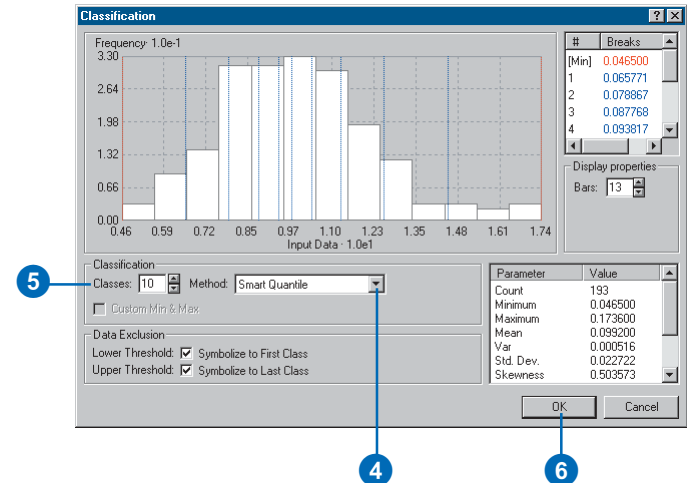 Classification
Frequency · 1.0e-1
3.30
2.64
1.98
1.32
0.66
0.00
0.46 0.59 0.72 0.85 0.97 1.10 1.23 1.35 1.48 1.61 1.74
Input Data · 1.0e1
# Breaks
[Min] 0.046500
1 0.065771
2 0.078867
3 0.087768
4 0.093817
Display properties
Bars: 13
Classification
5 Classes: 10 Method: Smart Quantile
Custom Min & Max
Data Exclusion
Lower Threshold: Symbolize to First Class
Upper Threshold: Symbolize to Last Class
Parameter Value
Count 193
Minimum 0.046500
Maximum 0.173600
Mean 0.099200
Var 0.000516
Std. Dev. 0.022722
Skewness 0.503573
OK Cancel
4 6